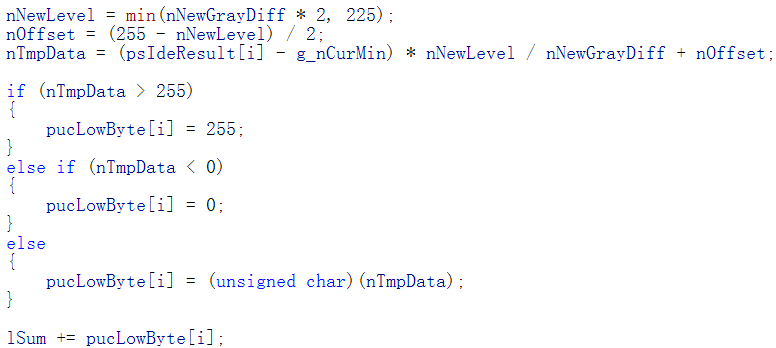 nNewLevel = min(nNewGrayDiff * 2, 225);
nOffset = (255 - nNewLevel) / 2;
nTmpData = (psIdeResult[i] - g_nCurMin) * nNewLevel / nNewGrayDiff + nOffset;
if (nTmpData > 255)
{
    pucLowByte[i] = 255;
}
else if (nTmpData < 0)
{
    pucLowByte[i] = 0;
}
else
{
    pucLowByte[i] = (unsigned char)(nTmpData);
}
lSum += pucLowByte[i];